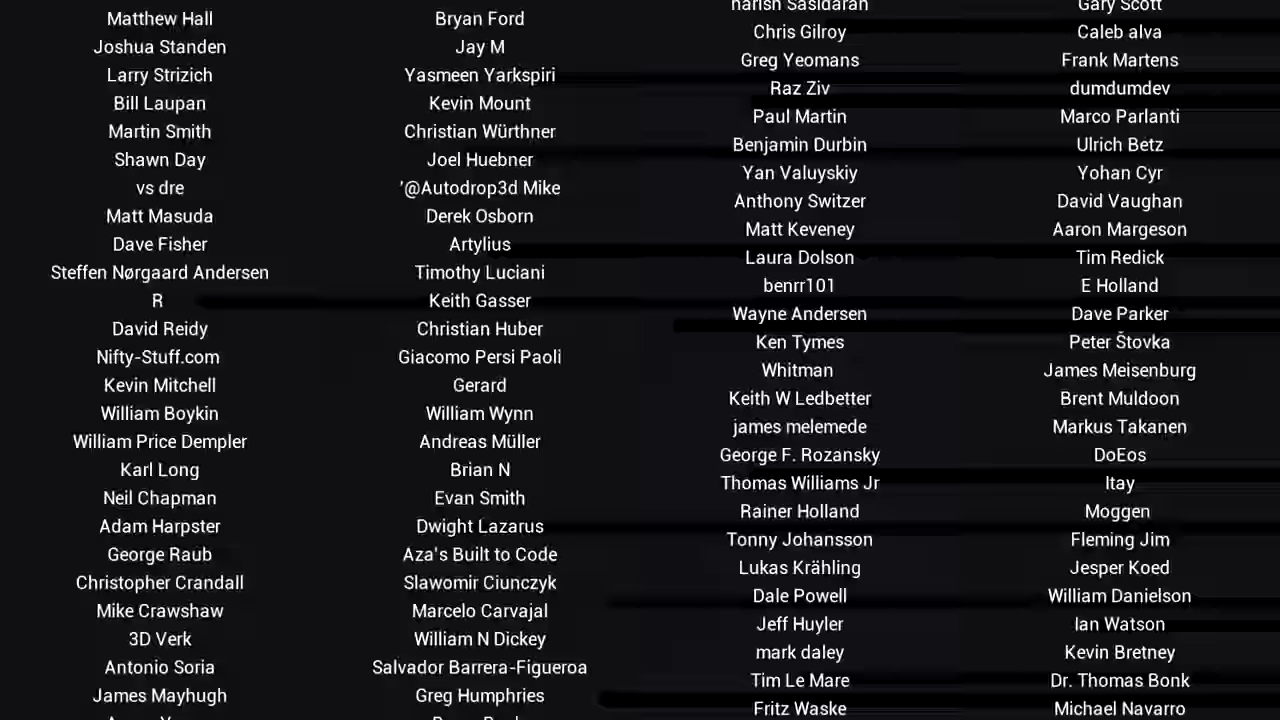 Matthew Hall
Joshua Standen
Larry Strizich
Bill Laupan
Martin Smith
Shawn Day
vs dre
Matt Masuda
Dave Fisher
Steffen Nørgaard Andersen
R
David Reidy
Nifty-Stuff.com
Kevin Mitchell
William Boykin
William Price Dempler
Karl Long
Neil Chapman
Adam Harpster
George Raub
Christopher Crandall
Mike Crawshaw
3D Verk
Antonio Soria
James Mayhugh
Bryan Ford
Jay M
Yasmeen Yarkspiri
Kevin Mount
Christian Würthner
Joel Huebner
'@Autodrop3d Mike
Derek Osborn
Artylius
Timothy Luciani
Keith Gasser
Christian Huber
Giacomo Persi Paoli
Gerard
William Wynn
Andreas Müller
Brian N
Evan Smith
Dwight Lazarus
Aza's Built to Code
Slawomir Ciunczyk
Marcelo Carvajal
William N Dickey
Salvador Barrera-Figueroa
Greg Humphries
harish Sasidaran
Chris Gilroy
Greg Yeomans
Raz Ziv
Paul Martin
Benjamin Durbin
Yan Valuyskiy
Anthony Switzer
Matt Keveney
Laura Dolson
benrr101
Wayne Andersen
Ken Tymes
Whitman
Keith W Ledbetter
james melemede
George F. Rozansky
Thomas Williams Jr
Rainer Holland
Tonny Johansson
Lukas Krähling
Dale Powell
Jeff Huyler
mark daley
Tim Le Mare
Fritz Waske
Gary Scott
Caleb alva
Frank Martens
dumdumdev
Marco Parlanti
Ulrich Betz
Yohan Cyr
David Vaughan
Aaron Margeson
Tim Redick
E Holland
Dave Parker
Peter Štovka
James Meisenburg
Brent Muldoon
Markus Takanen
DoEos
Itay
Moggen
Fleming Jim
Jesper Koed
William Danielson
Ian Watson
Kevin Bretney
Dr. Thomas Bonk
Michael Navarro